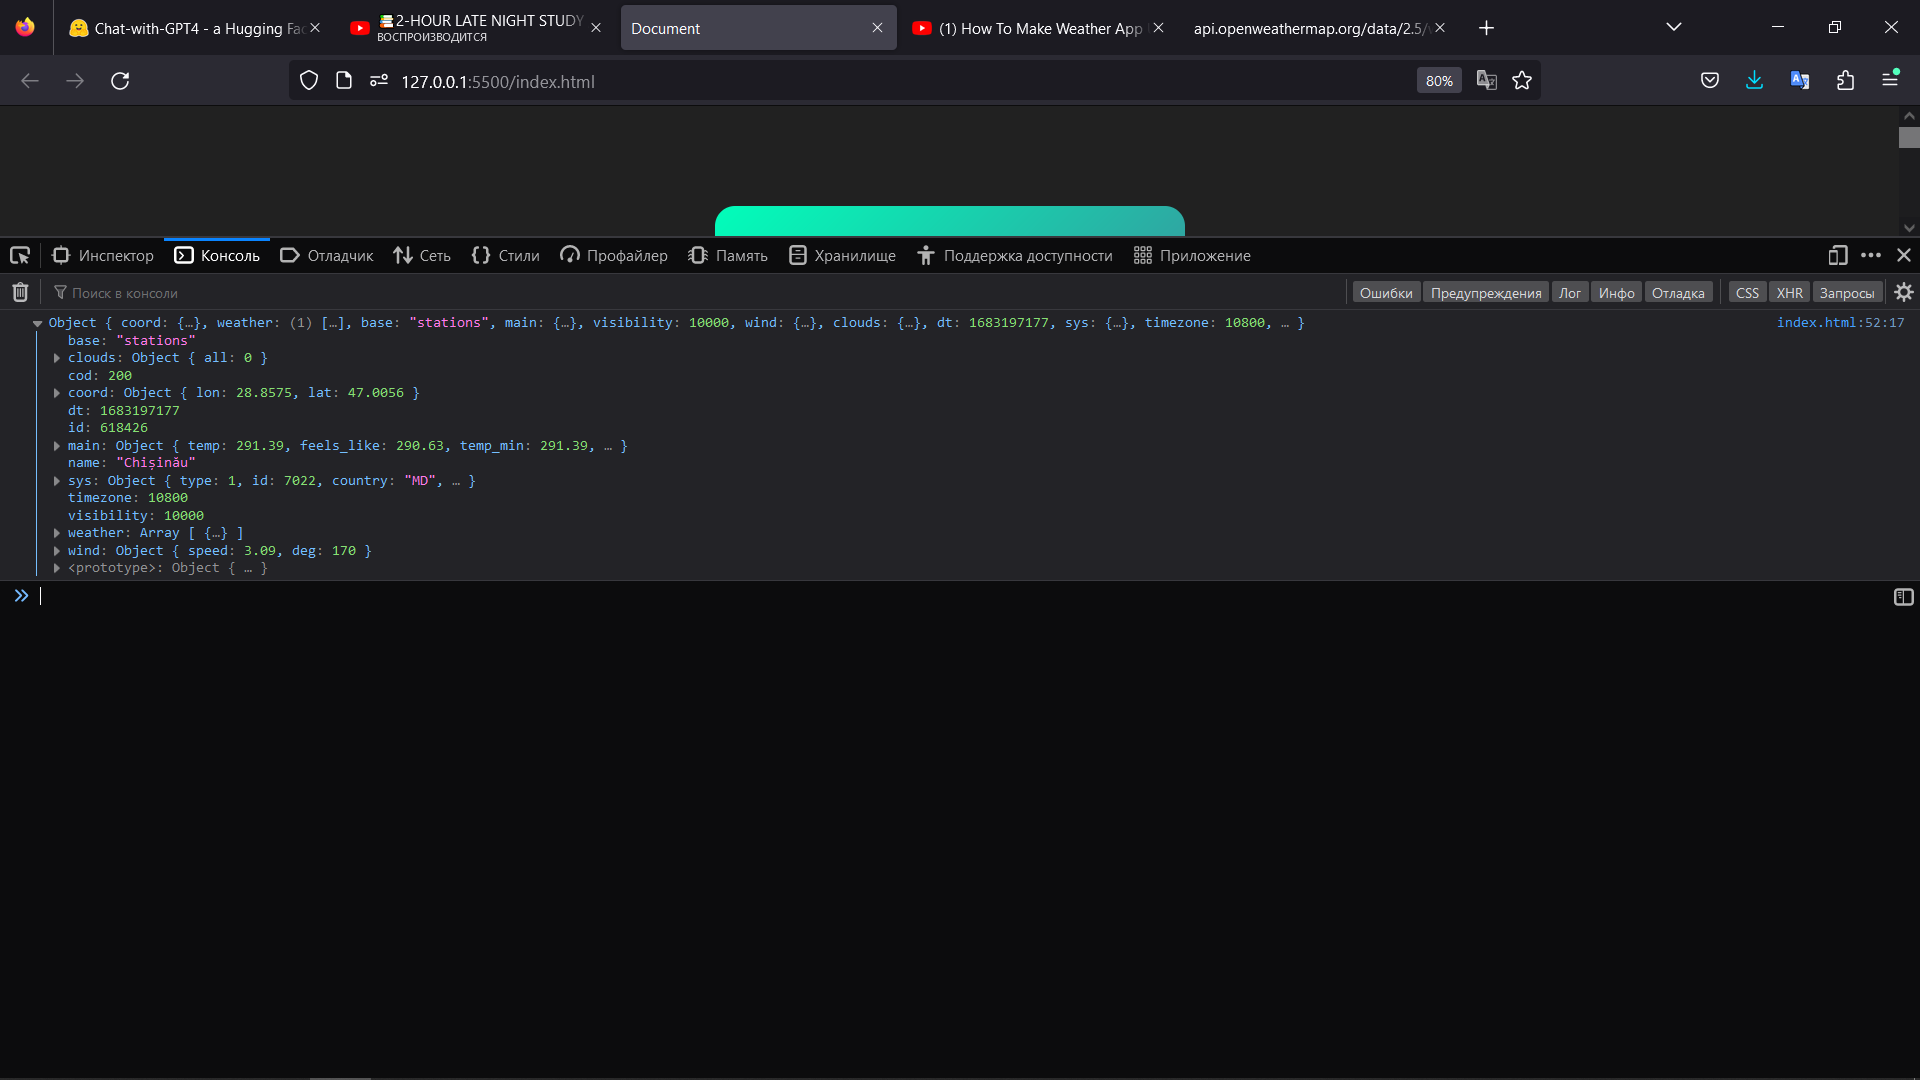 Chat-with-GPT4 - a Hugging Fac
2-HOUR LATE NIGHT STUDY
ВОСПРОИЗВОДИТСЯ
Document
(1) How To Make Weather App
api.openweathermap.org/data/2.5/
127.0.0.1:5500/index.html
80%
Инспектор Консоль Отладчик Сеть Стили Профайлер Память Хранилище Поддержка доступности Приложение
Поиск в консоли
Ошибки Предупреждения Лог Инфо Отладка CSS XHR Запросы
Object { coord: {…}, weather: (1) […], base: "stations", main: {…}, visibility: 10000, wind: {…}, clouds: {…}, dt: 1683197177, sys: {…}, timezone: 10800, … } index.html:52:17
base: "stations"
clouds: Object { all: 0 }
cod: 200
coord: Object { lon: 28.8575, lat: 47.0056 }
dt: 1683197177
id: 618426
main: Object { temp: 291.39, feels_like: 290.63, temp_min: 291.39, … }
name: "Chișinău"
sys: Object { type: 1, id: 7022, country: "MD", … }
timezone: 10800
visibility: 10000
weather: Array [ {…} ]
wind: Object { speed: 3.09, deg: 170 }
<prototype>: Object { … }